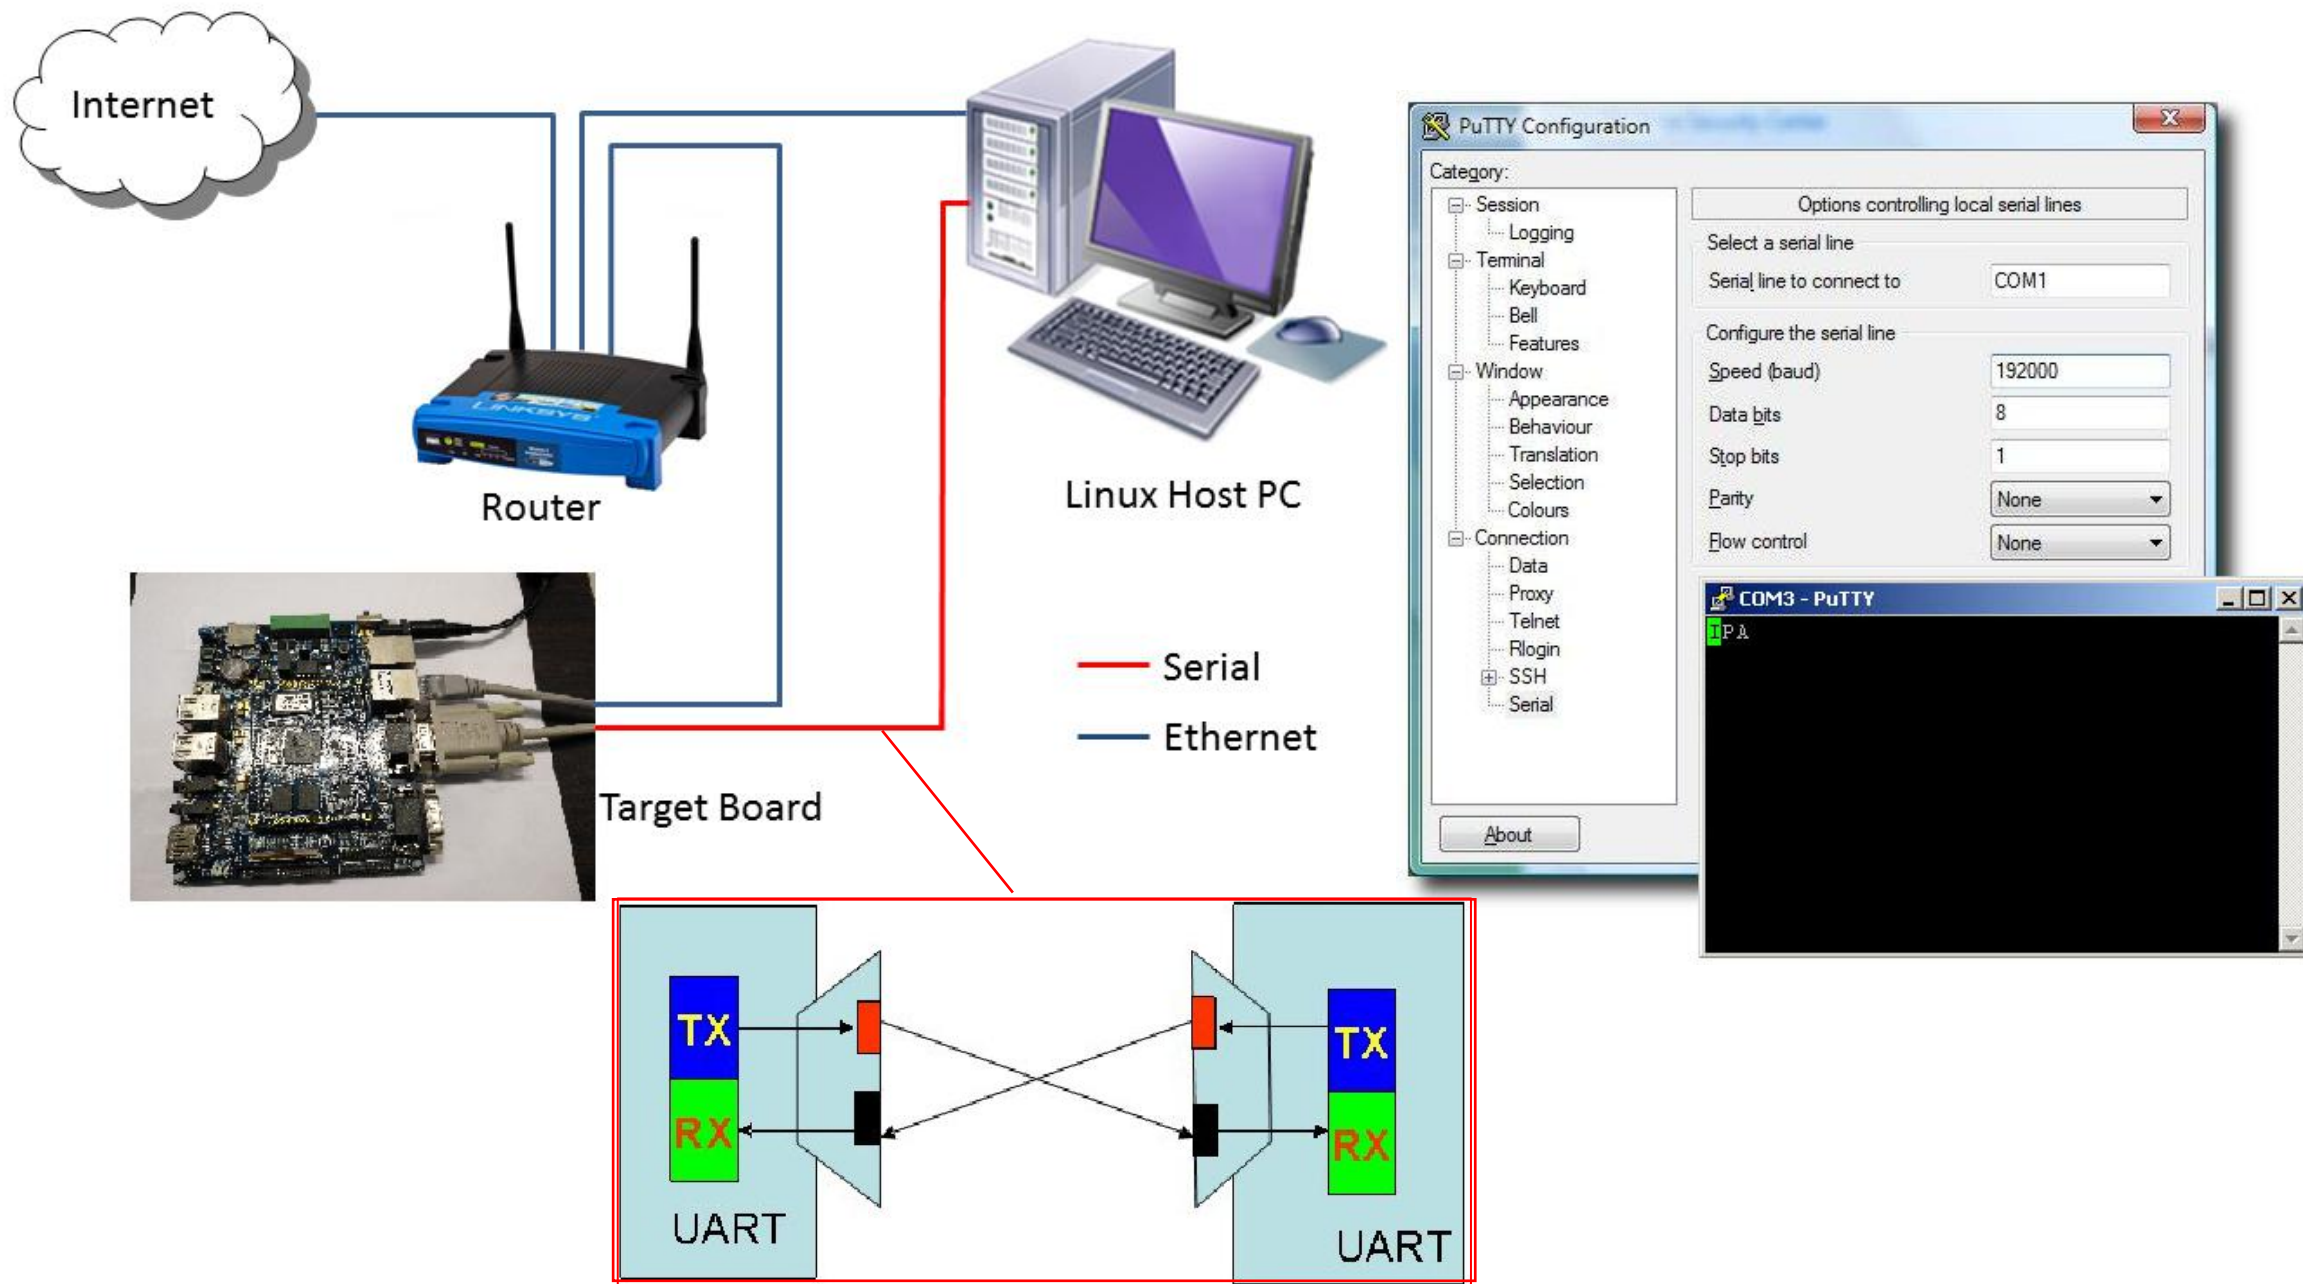 Internet
LINKSYS
Router
Linux Host PC
Serial
Ethernet
Target Board
PuTTY Configuration
Category:
Session
Logging
Terminal
Keyboard
Bell
Features
Window
Appearance
Behaviour
Translation
Selection
Colours
Connection
Data
Proxy
Telnet
Rlogin
SSH
Serial
About
Options controlling local serial lines
Select a serial line
Serial line to connect to COM1
Configure the serial line
Speed (baud) 192000
Data bits 8
Stop bits 1
Parity None
Flow control None
COM3 - PuTTY
IPA
TX
RX
UART
TX
RX
UART